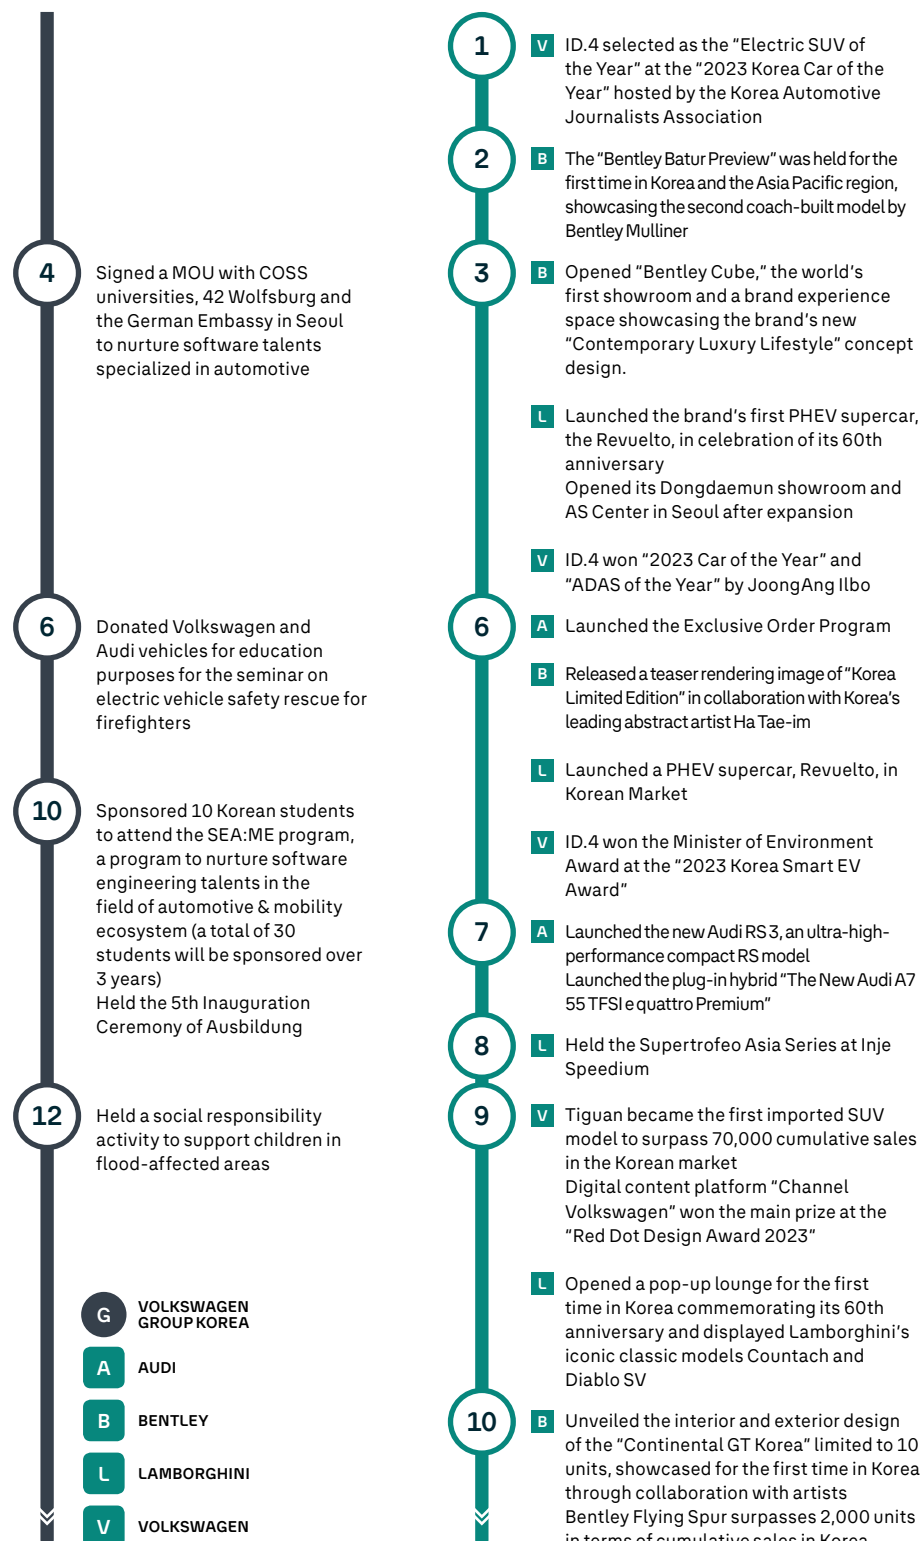 4
Signed a MOU with COSS
universities, 42 Wolfsburg and
the German Embassy in Seoul
to nurture software talents
specialized in automotive
6
Donated Volkswagen and
Audi vehicles for education
purposes for the seminar on
electric vehicle safety rescue for
firefighters
10
Sponsored 10 Korean students
to attend the SEA:ME program,
a program to nurture software
engineering talents in the
field of automotive & mobility
ecosystem (a total of 30
students will be sponsored over
3 years)
Held the 5th Inauguration
Ceremony of Ausbildung
12
Held a social responsibility
activity to support children in
flood-affected areas
G VOLKSWAGEN
GROUP KOREA
A AUDI
B BENTLEY
L LAMBORGHINI
V VOLKSWAGEN
1
V ID.4 selected as the “Electric SUV of
the Year” at the “2023 Korea Car of the
Year” hosted by the Korea Automotive
Journalists Association
2
B The “Bentley Batur Preview” was held for the
first time in Korea and the Asia Pacific region,
showcasing the second coach-built model by
Bentley Mulliner
3
B Opened “Bentley Cube,” the world’s
first showroom and a brand experience
space showcasing the brand’s new
“Contemporary Luxury Lifestyle” concept
design.
L Launched the brand’s first PHEV supercar,
the Revuelto, in celebration of its 60th
anniversary
Opened its Dongdaemun showroom and
AS Center in Seoul after expansion
V ID.4 won “2023 Car of the Year” and
“ADAS of the Year” by JoongAng Ilbo
6
A Launched the Exclusive Order Program
B Released a teaser rendering image of “Korea
Limited Edition” in collaboration with Korea’s
leading abstract artist Ha Tae-im
L Launched a PHEV supercar, Revuelto, in
Korean Market
V ID.4 won the Minister of Environment
Award at the “2023 Korea Smart EV
Award”
7
A Launched the new Audi RS 3, an ultra-high-
performance compact RS model
Launched the plug-in hybrid “The New Audi A7
55 TFSI e quattro Premium”
8
L Held the Supertrofeo Asia Series at Inje
Speedium
9
V Tiguan became the first imported SUV
model to surpass 70,000 cumulative sales
in the Korean market
Digital content platform “Channel
Volkswagen” won the main prize at the
“Red Dot Design Award 2023”
L Opened a pop-up lounge for the first
time in Korea commemorating its 60th
anniversary and displayed Lamborghini’s
iconic classic models Countach and
Diablo SV
10
B Unveiled the interior and exterior design
of the “Continental GT Korea” limited to 10
units, showcased for the first time in Korea
through collaboration with artists
Bentley Flying Spur surpasses 2,000 units
in terms of cumulative sales in Korea